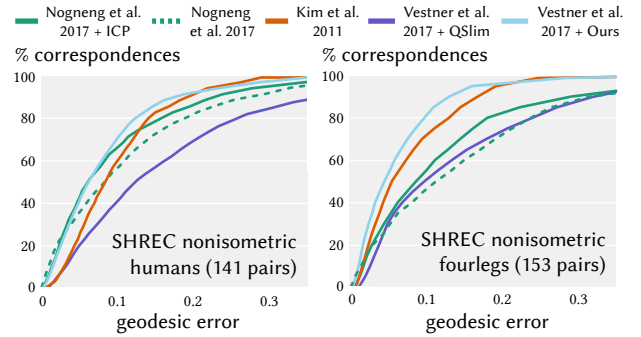 Nogneng et al.
2017 + ICP
Nogneng
et al. 2017
Kim et al.
2011
Vestner et al.
2017 + QSlim
Vestner et al.
2017 + Ours
% correspondences
100
80
60
40
20
0
0
0.1
0.2
0.3
SHREC nonisometric
humans (141 pairs)
geodesic error
% correspondences
100
80
60
40
20
0
0
0.1
0.2
0.3
SHREC nonisometric
fourlegs (153 pairs)
geodesic error